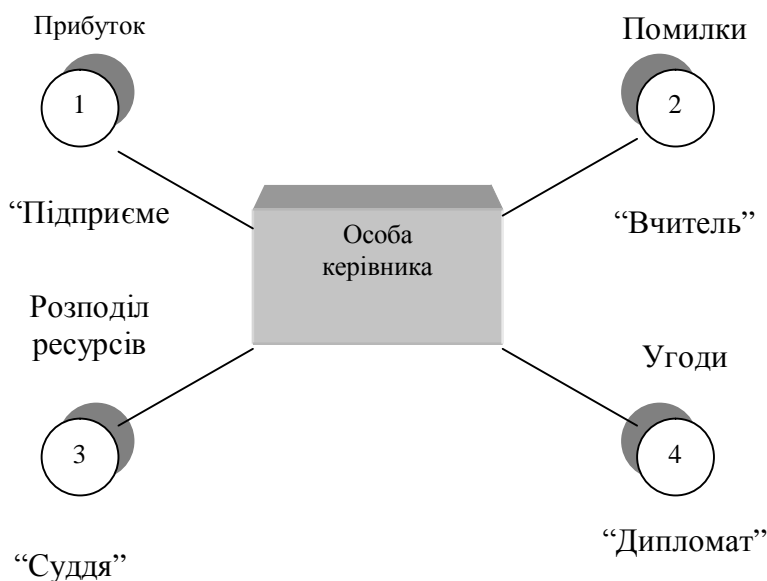 Прибуток
Помилки
1
2
“Підприєме
“Вчитель”
Особа
керівника
Розподіл
ресурсів
Угоди
3
4
“Суддя”
“Дипломат”